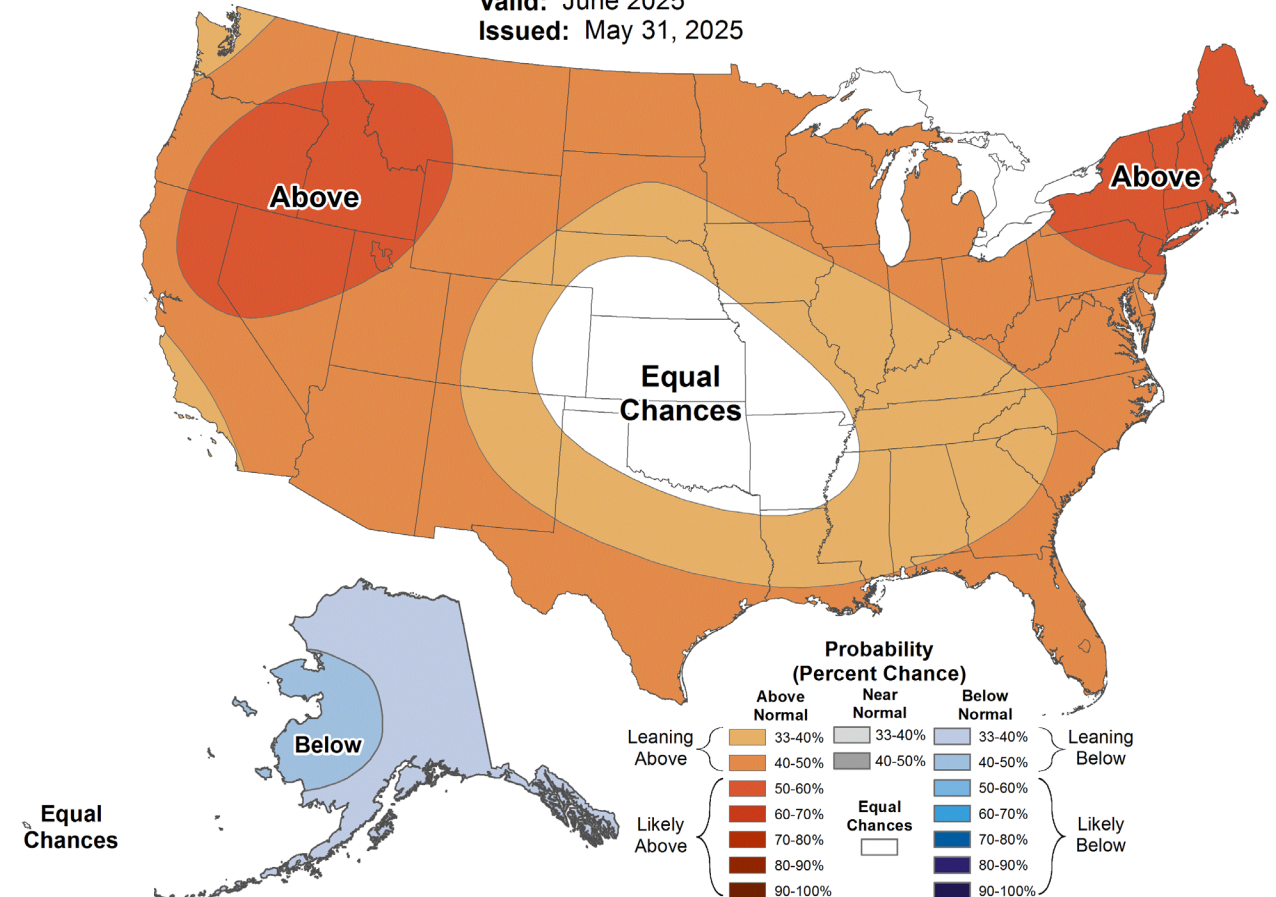 Valid: June 2025
Issued: May 31, 2025
Above
Above
Equal
Chances
Below
Equal
Chances
Probability
(Percent Chance)
Above
Normal
Near
Normal
Below
Normal
Leaning
Above
33-40%
33-40%
33-40%
Leaning
Below
40-50%
40-50%
40-50%
Likely
Above
50-60%
60-70%
70-80%
80-90%
90-100%
Equal
Chances
50-60%
60-70%
70-80%
80-90%
90-100%
Likely
Below